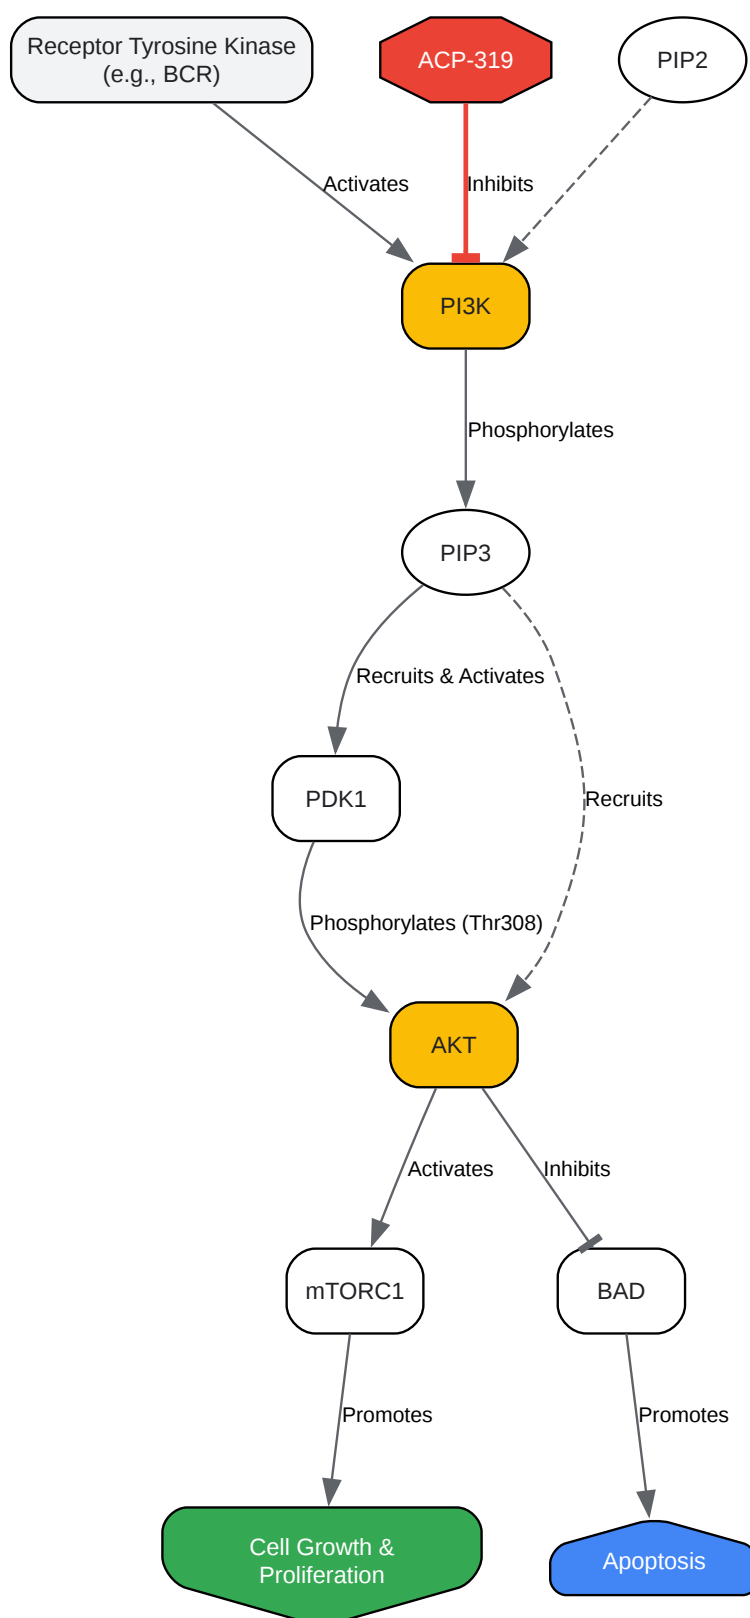 Receptor Tyrosine Kinase
(e.g., BCR)
ACP-319
PIP2
Activates
Inhibits
PI3K
Phosphorylates
PIP3
Recruits & Activates
PDK1
Recruits
Phosphorylates (Thr308)
AKT
Activates
Inhibits
mTORC1
BAD
Promotes
Promotes
Cell Growth &
Proliferation
Apoptosis